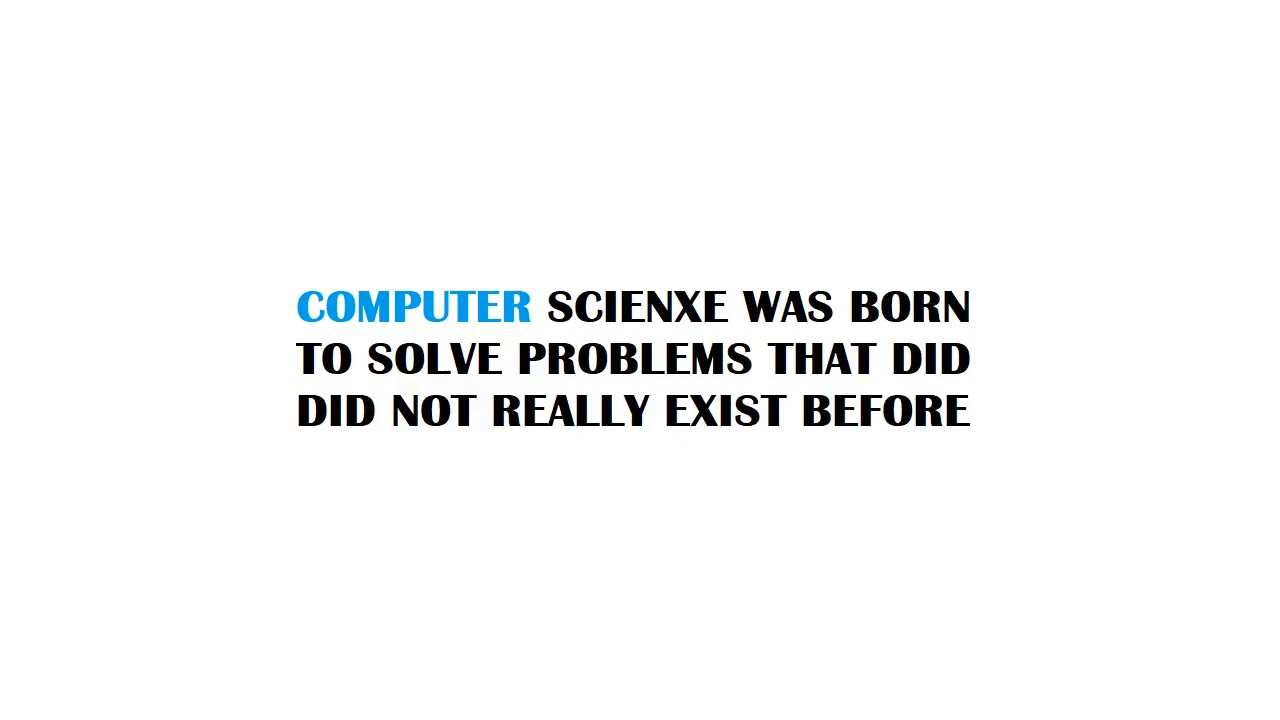 COMPUTER SCIENXE WAS BORN
TO SOLVE PROBLEMS THAT DID
DID NOT REALLY EXIST BEFORE